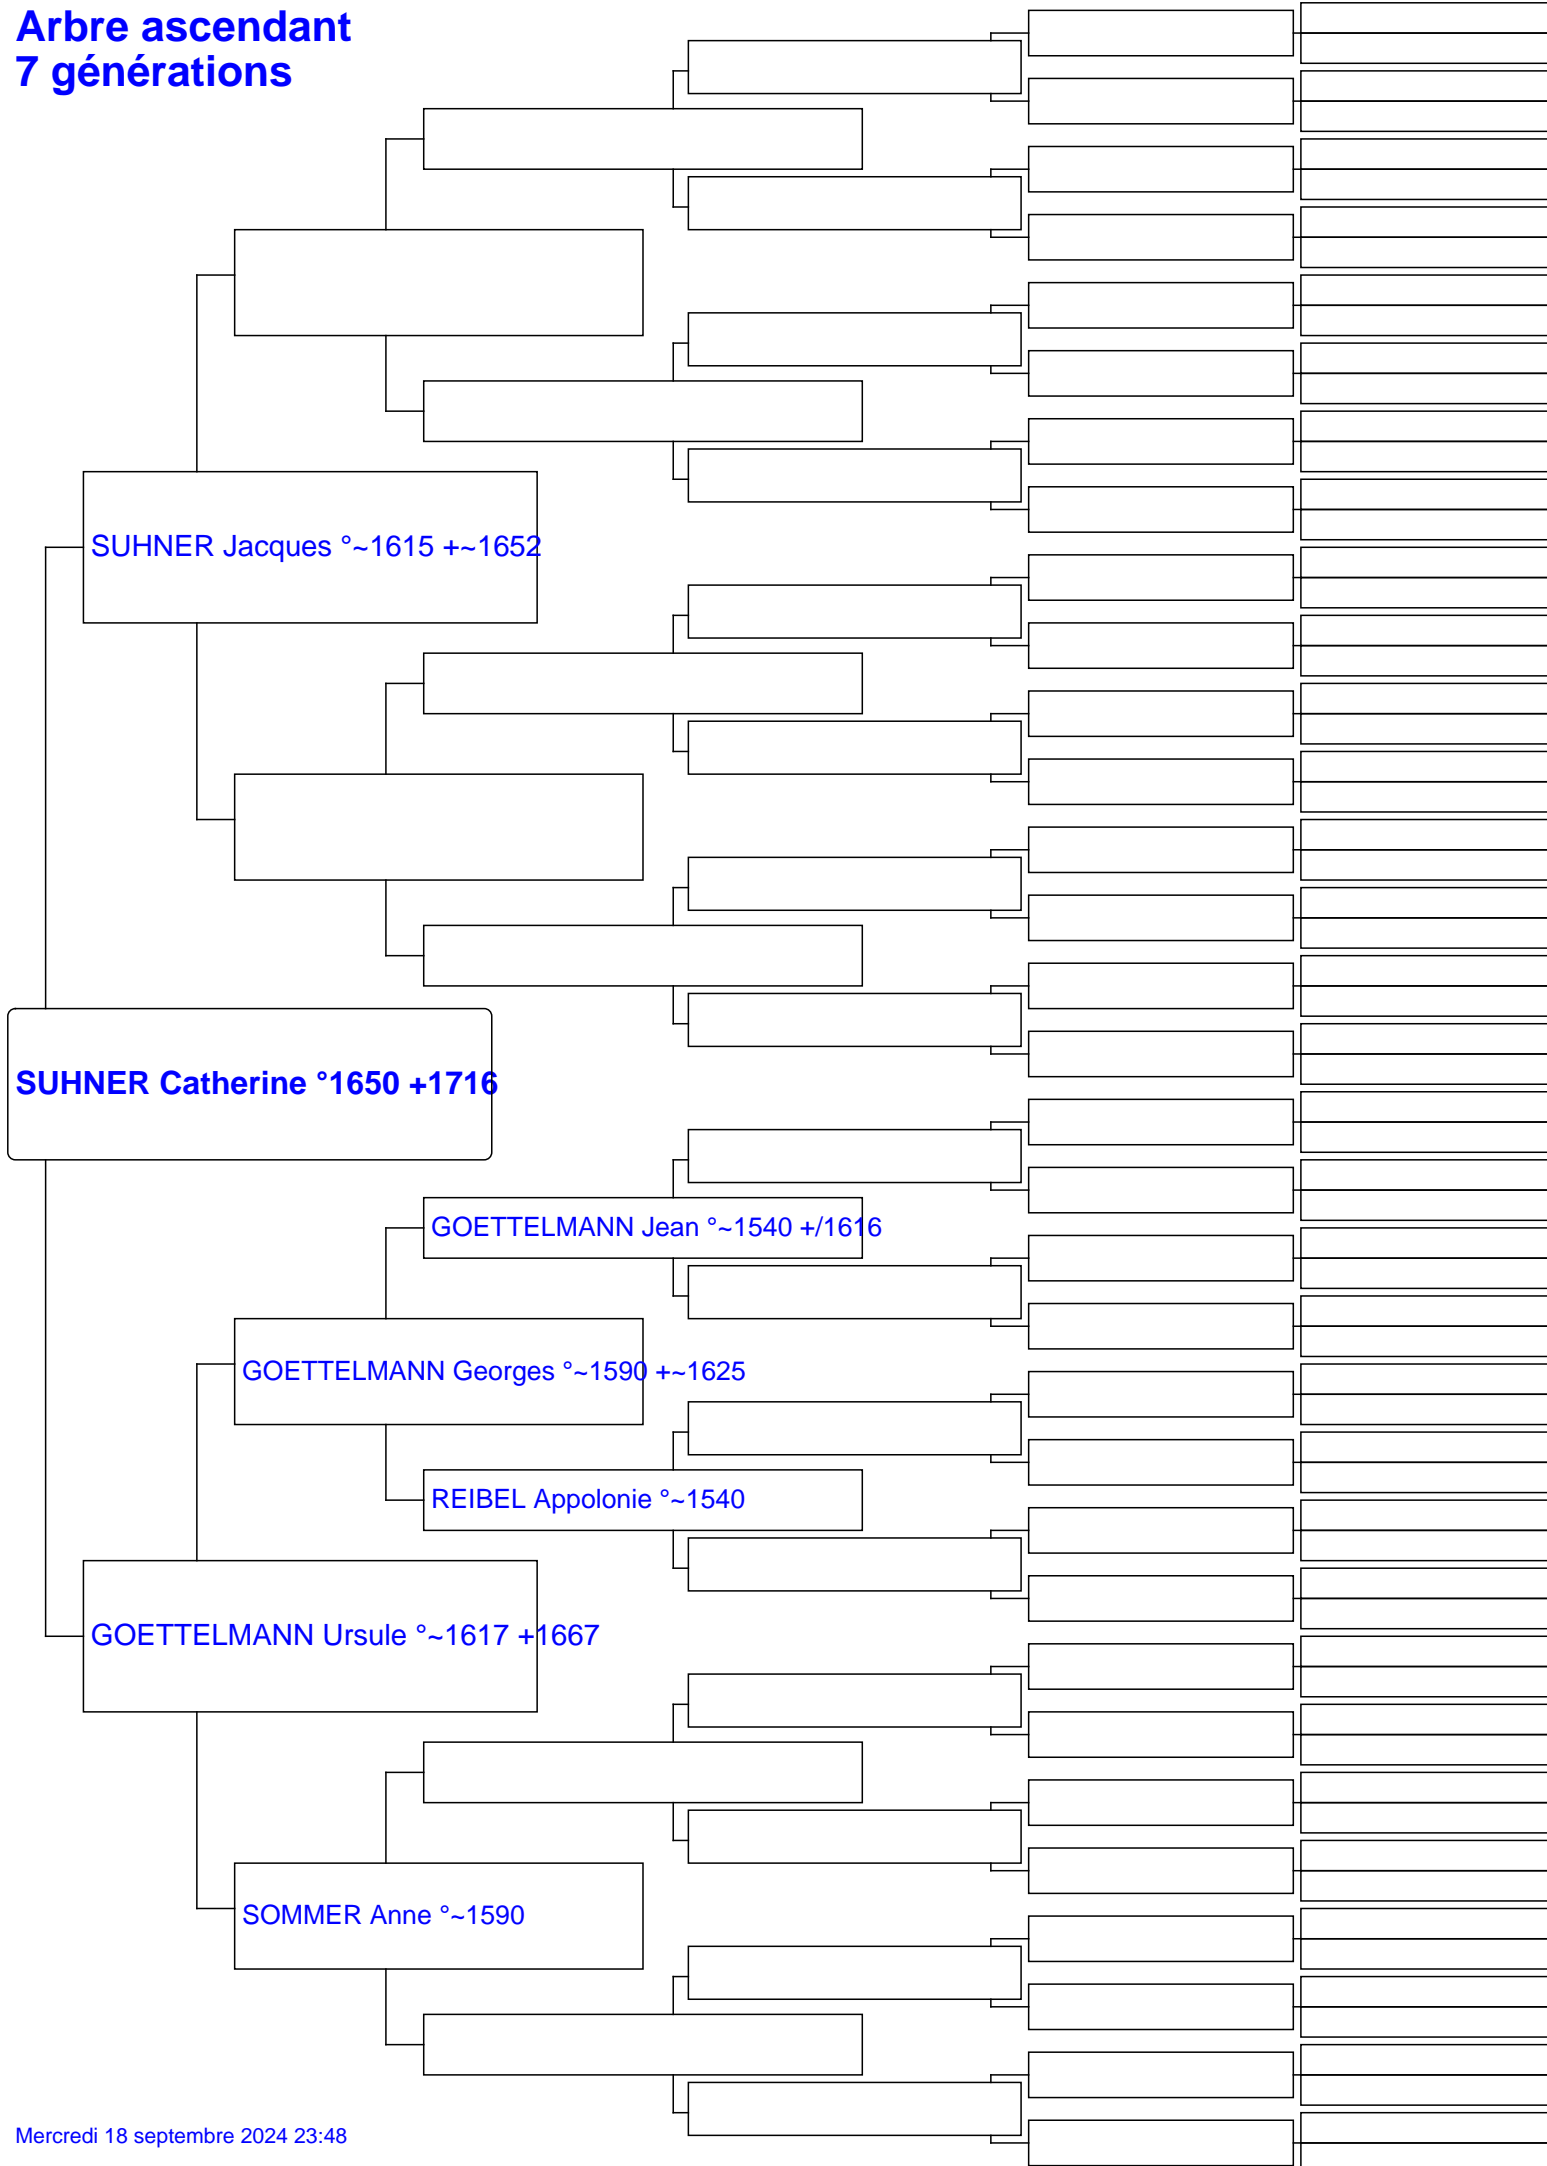 Arbre ascendant
7 générations
SUHNER Jacques °~1615 +~1652
SUHNER Catherine °1650 +1716
GOETTELMANN Jean °~1540 +/1616
GOETTELMANN Georges °~1590 +~1625
REIBEL Appolonie °~1540
GOETTELMANN Ursule °~1617 +1667
SOMMER Anne °~1590
Mercredi 18 septembre 2024 23:48